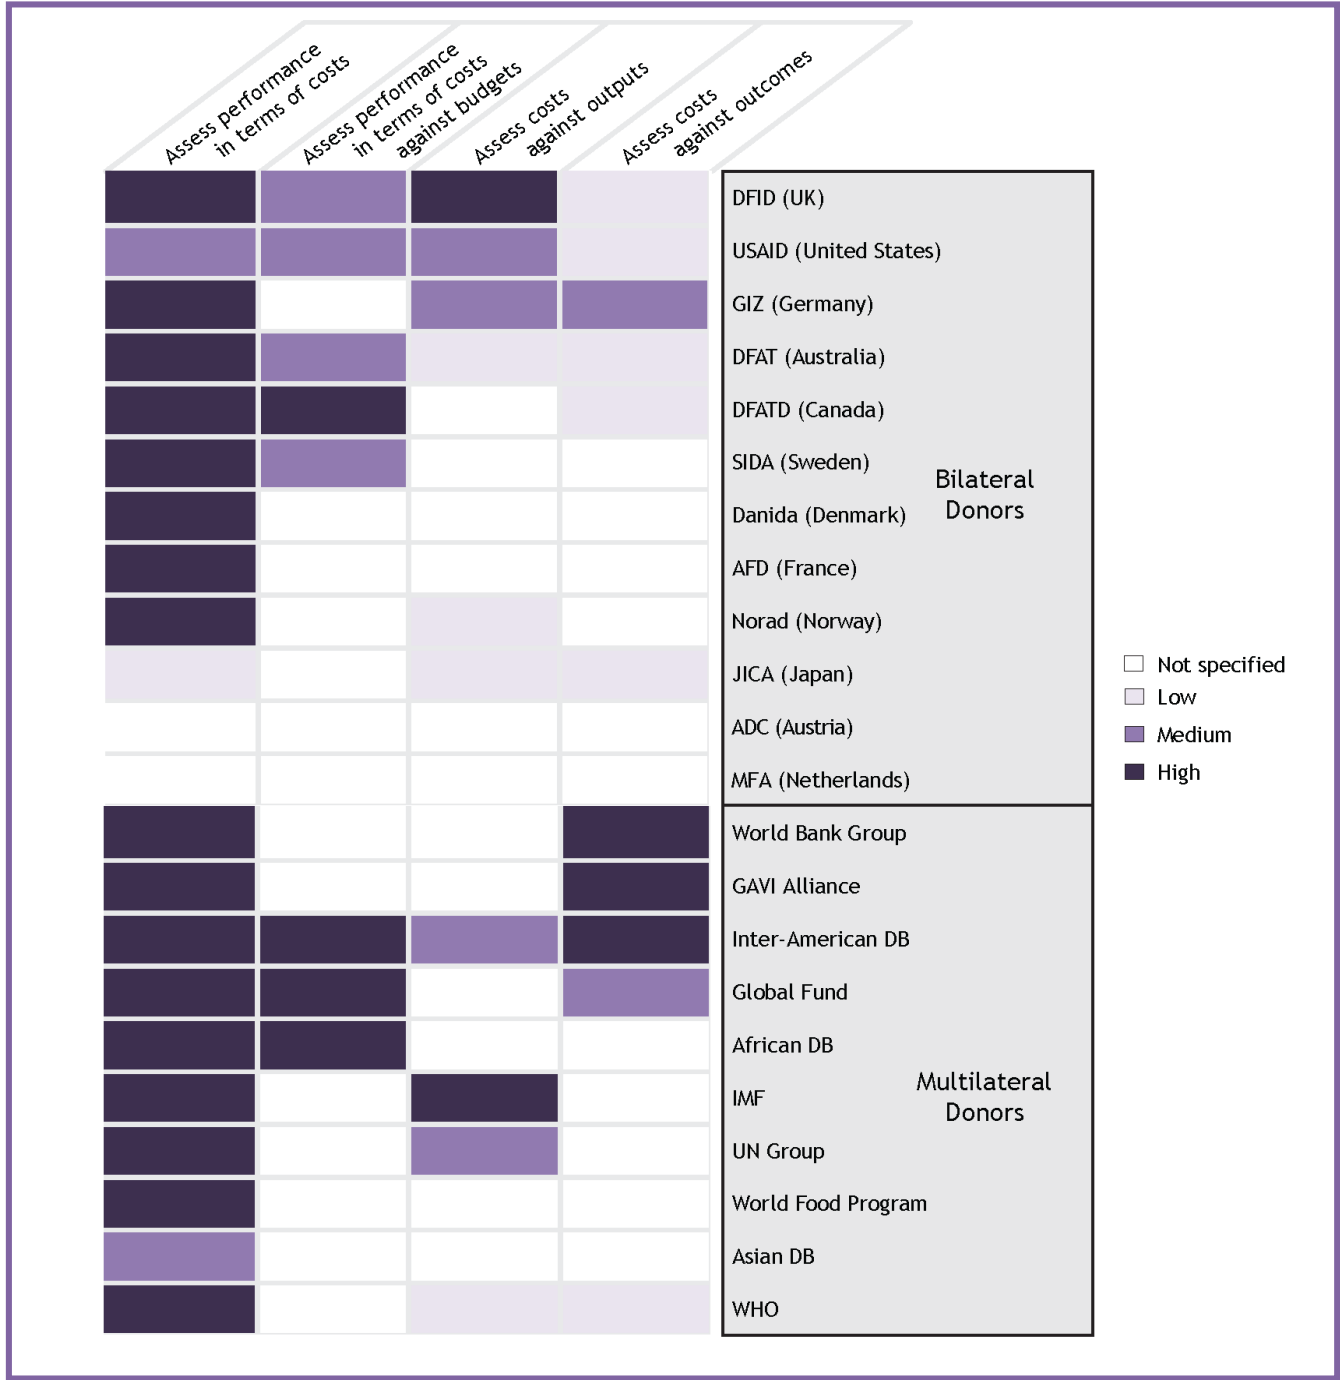 Assess performance
in terms of costs
Assess performance
in terms of costs
against budgets
Assess costs
against outputs
Assess costs
against outcomes
DFID (UK)
USAID (United States)
GIZ (Germany)
DFAT (Australia)
DFATD (Canada)
SIDA (Sweden)
Danida (Denmark)
AFD (France)
Norad (Norway)
JICA (Japan)
ADC (Austria)
MFA (Netherlands)
Bilateral
Donors
World Bank Group
GAVI Alliance
Inter-American DB
Global Fund
African DB
IMF
UN Group
World Food Program
Asian DB
WHO
Multilateral
Donors
Not specified
Low
Medium
High